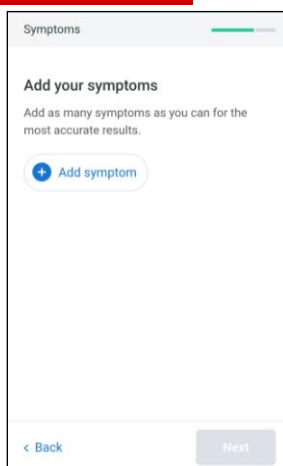 Symptoms
Add your symptoms
Add as many symptoms as you can for the
most accurate results.
+ Add symptom
< Back
Next